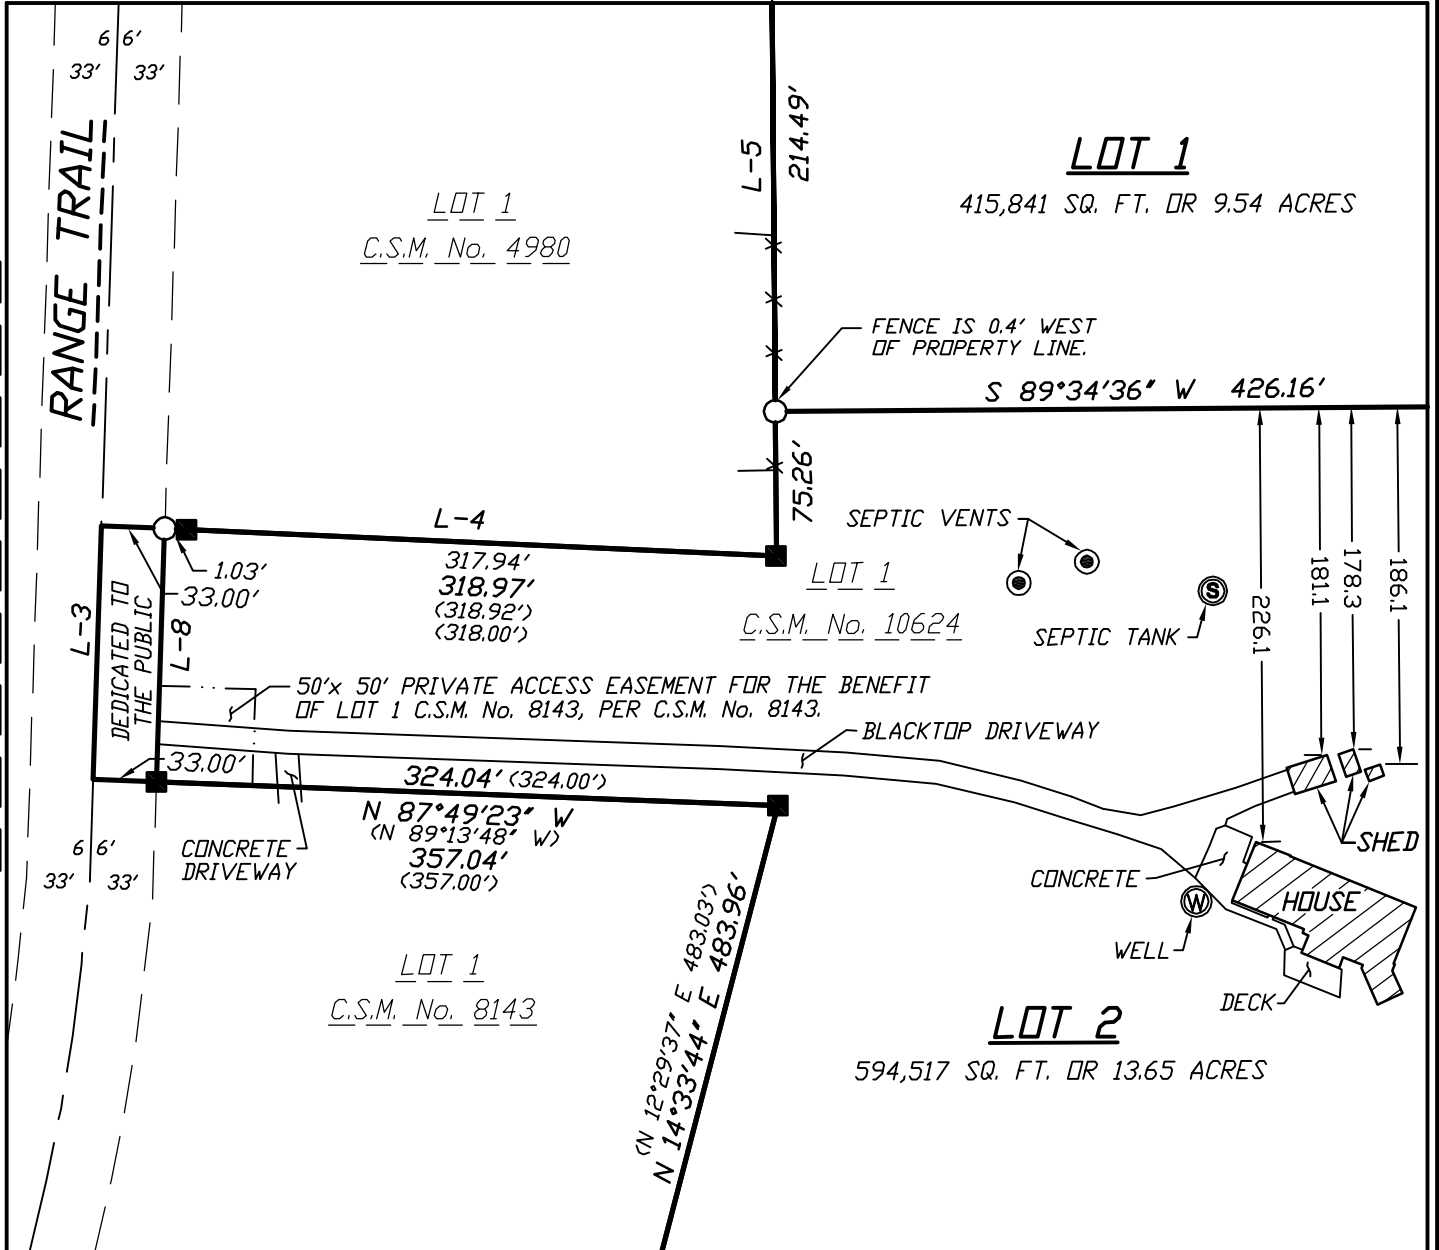 6 6'
33' 33'
RANGE TRAIL
LOT 1
C.S.M. No. 4980
L-5
214.49'
LOT 1
415,841 SQ. FT. OR 9.54 ACRES
FENCE IS 0.4' WEST
OF PROPERTY LINE.
S 89°34'36" W 426.16'
75.26'
L-4
317.94'
318.97'
(318.92')
(318.00')
1.03'
33.00'
L-3
DEDICATED TO
THE PUBLIC
L-8
SEPTIC VENTS
LOT 1
C.S.M. No. 10624
S
SEPTIC TANK
226.1
181.1
178.3
186.1
50'x 50' PRIVATE ACCESS EASEMENT FOR THE BENEFIT
OF LOT 1 C.S.M. No. 8143, PER C.S.M. No. 8143.
BLACKTOP DRIVEWAY
33.00'
324.04' (324.00')
N 87°49'23" W
(N 89°13'48" W)
357.04'
(357.00')
CONCRETE
DRIVEWAY
6 6'
33' 33'
SHED
CONCRETE
HOUSE
W
WELL
DECK
(N 12°29'37" E 483.03')
N 14°33'44" E 483.96'
LOT 1
C.S.M. No. 8143
LOT 2
594,517 SQ. FT. OR 13.65 ACRES